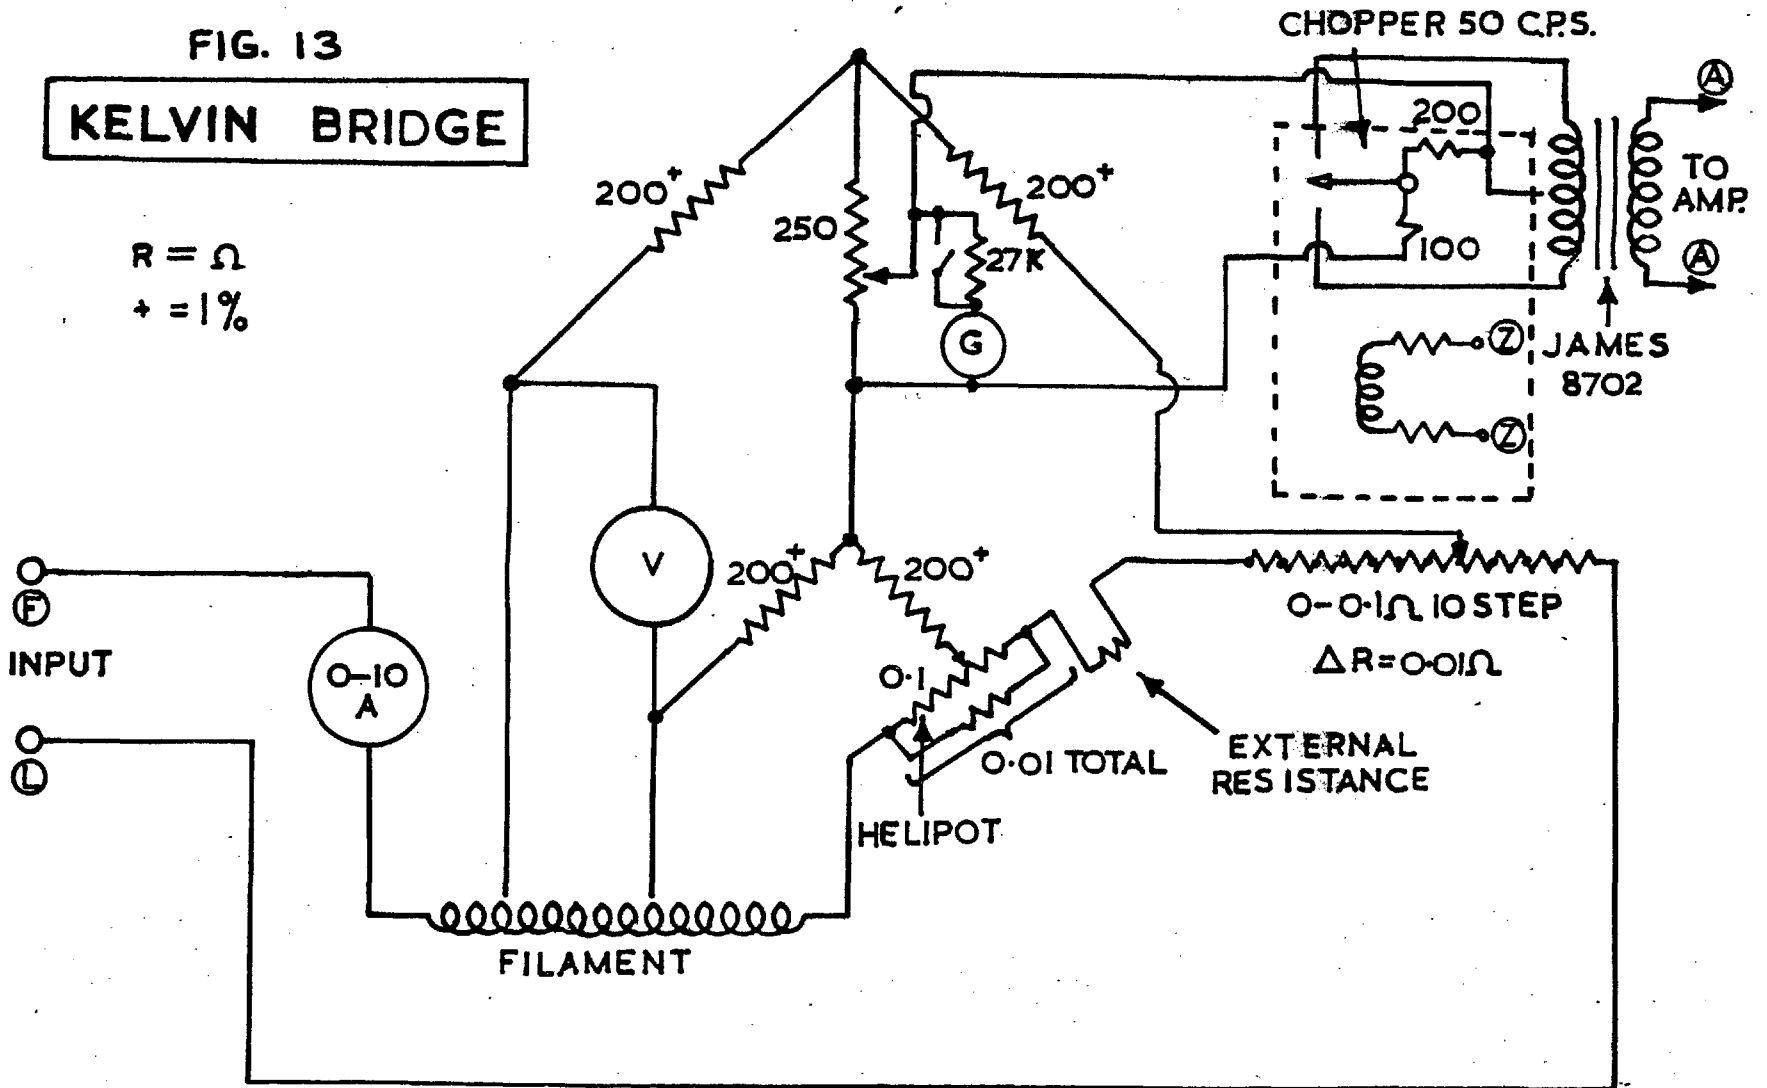 FIG. 13
KELVIN BRIDGE
R = Ω
+ = 1%
CHOPPER 50 C.P.S.
200
100
Ⓐ
TO
AMP.
Ⓐ
JAMES
8702
Ⓩ
Ⓩ
200+
250
200+
27K
G
V
200+
200+
Ⓕ
INPUT
Ⓛ
0-10
A
0·1
0·01 TOTAL
HELIPOT
EXTERNAL
RESISTANCE
0-0·1Ω 10 STEP
Δ R = 0·01Ω
FILAMENT